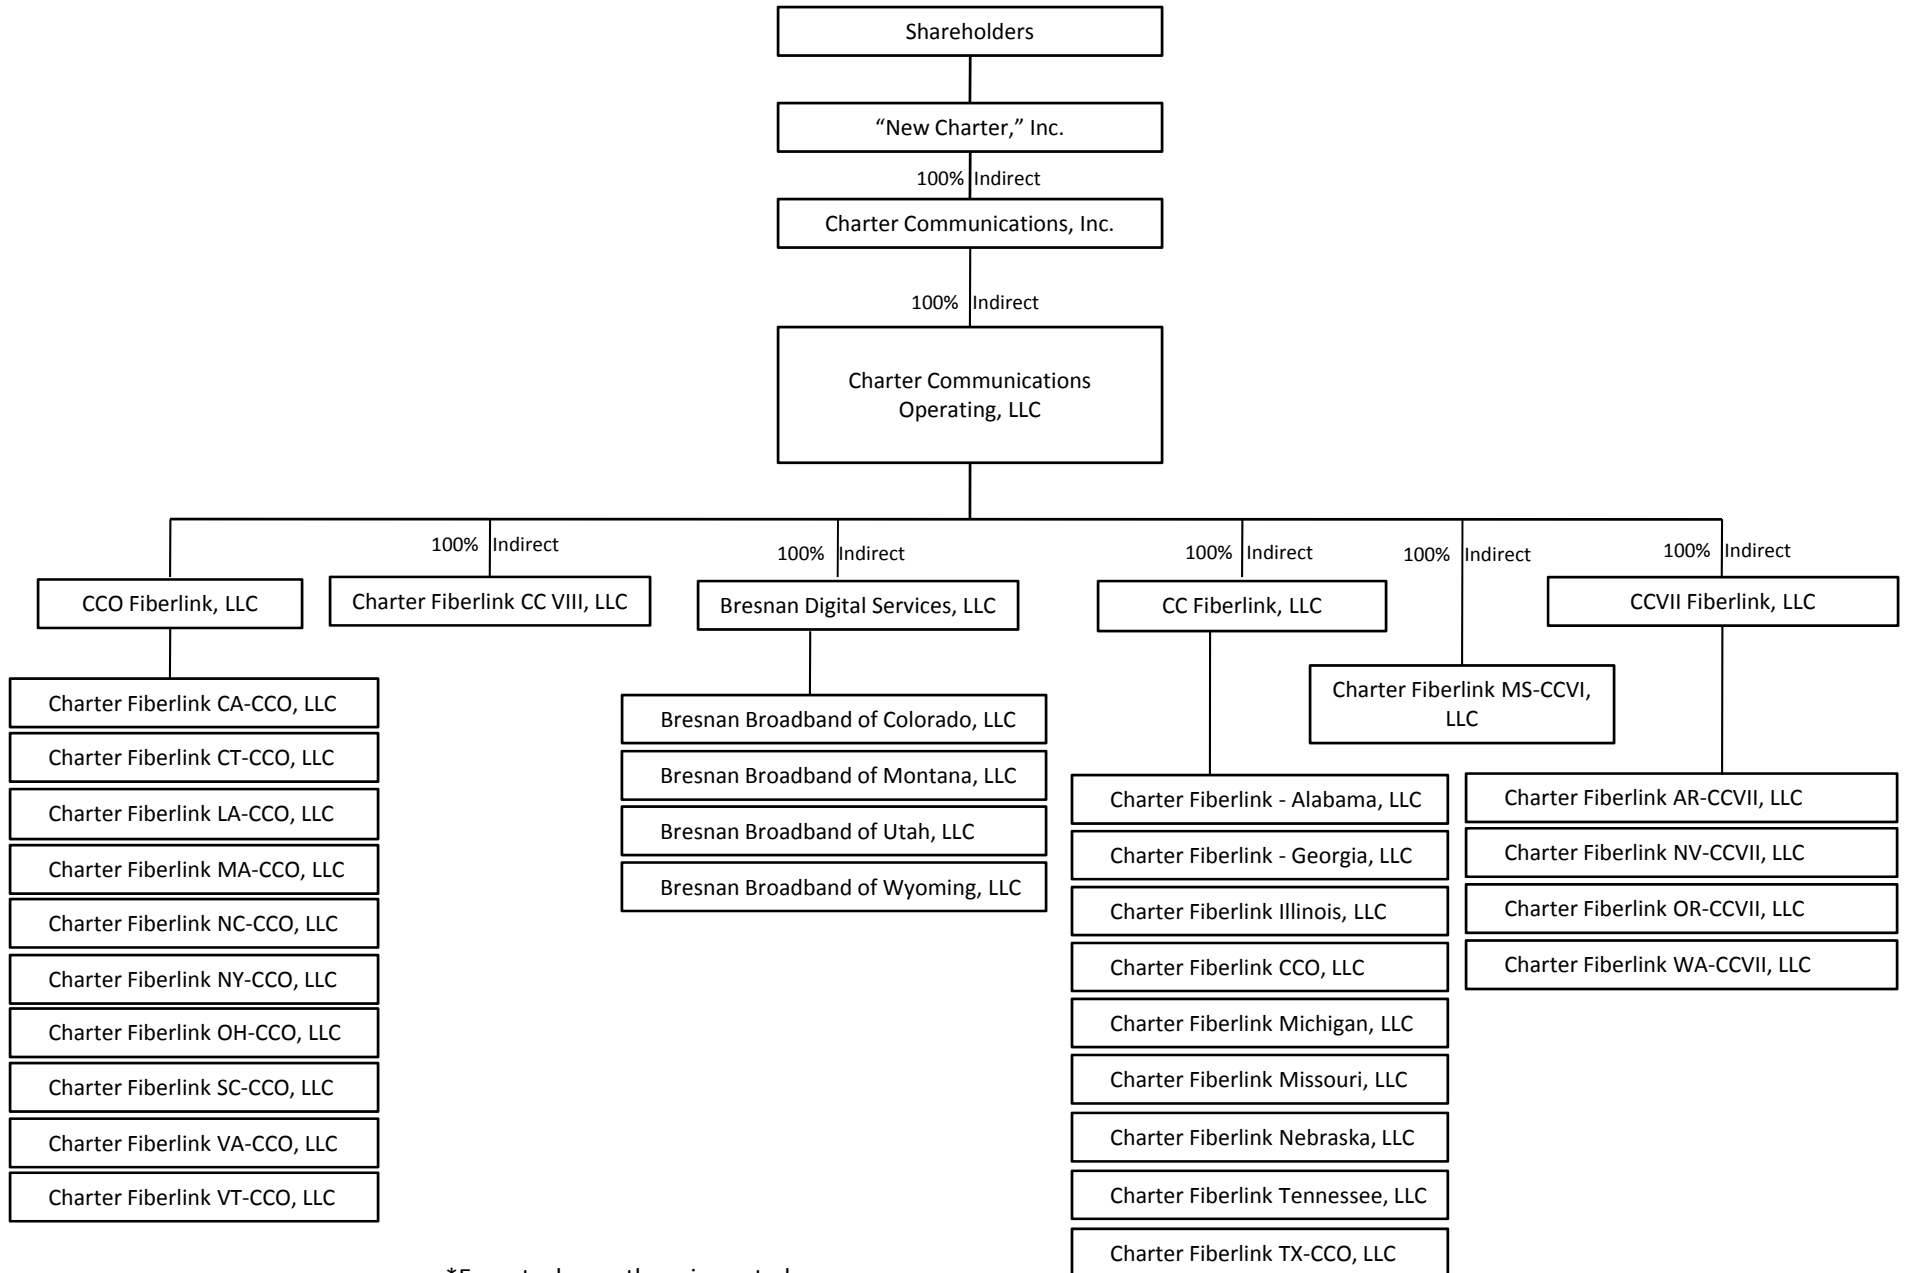 Shareholders
“New Charter,” Inc.
100% Indirect
Charter Communications, Inc.
100% Indirect
Charter Communications
Operating, LLC
100% Indirect
100% Indirect
100% Indirect
100% Indirect
100% Indirect
CCO Fiberlink, LLC
Charter Fiberlink CC VIII, LLC
Bresnan Digital Services, LLC
CC Fiberlink, LLC
CCVII Fiberlink, LLC
Charter Fiberlink MS-CCVI,
LLC
Charter Fiberlink CA-CCO, LLC
Charter Fiberlink CT-CCO, LLC
Charter Fiberlink LA-CCO, LLC
Charter Fiberlink MA-CCO, LLC
Charter Fiberlink NC-CCO, LLC
Charter Fiberlink NY-CCO, LLC
Charter Fiberlink OH-CCO, LLC
Charter Fiberlink SC-CCO, LLC
Charter Fiberlink VA-CCO, LLC
Charter Fiberlink VT-CCO, LLC
Bresnan Broadband of Colorado, LLC
Bresnan Broadband of Montana, LLC
Bresnan Broadband of Utah, LLC
Bresnan Broadband of Wyoming, LLC
Charter Fiberlink - Alabama, LLC
Charter Fiberlink - Georgia, LLC
Charter Fiberlink Illinois, LLC
Charter Fiberlink CCO, LLC
Charter Fiberlink Michigan, LLC
Charter Fiberlink Missouri, LLC
Charter Fiberlink Nebraska, LLC
Charter Fiberlink Tennessee, LLC
Charter Fiberlink TX-CCO, LLC
Charter Fiberlink AR-CCVII, LLC
Charter Fiberlink NV-CCVII, LLC
Charter Fiberlink OR-CCVII, LLC
Charter Fiberlink WA-CCVII, LLC